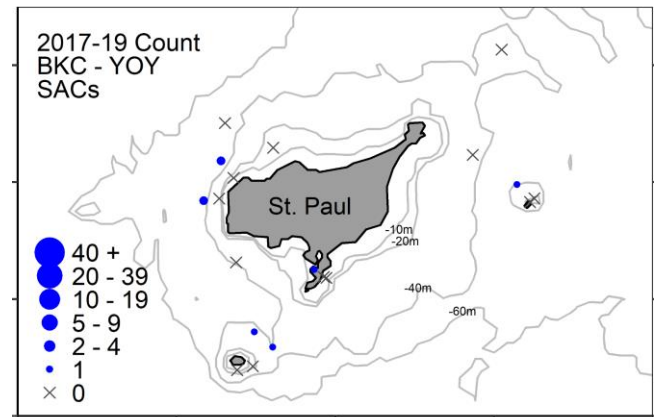 2017-19 Count
BKC - YOY
SACs
St. Paul
-10m
-20m
-40m
-60m
40 +
20 - 39
10 - 19
5 - 9
2 - 4
1
0